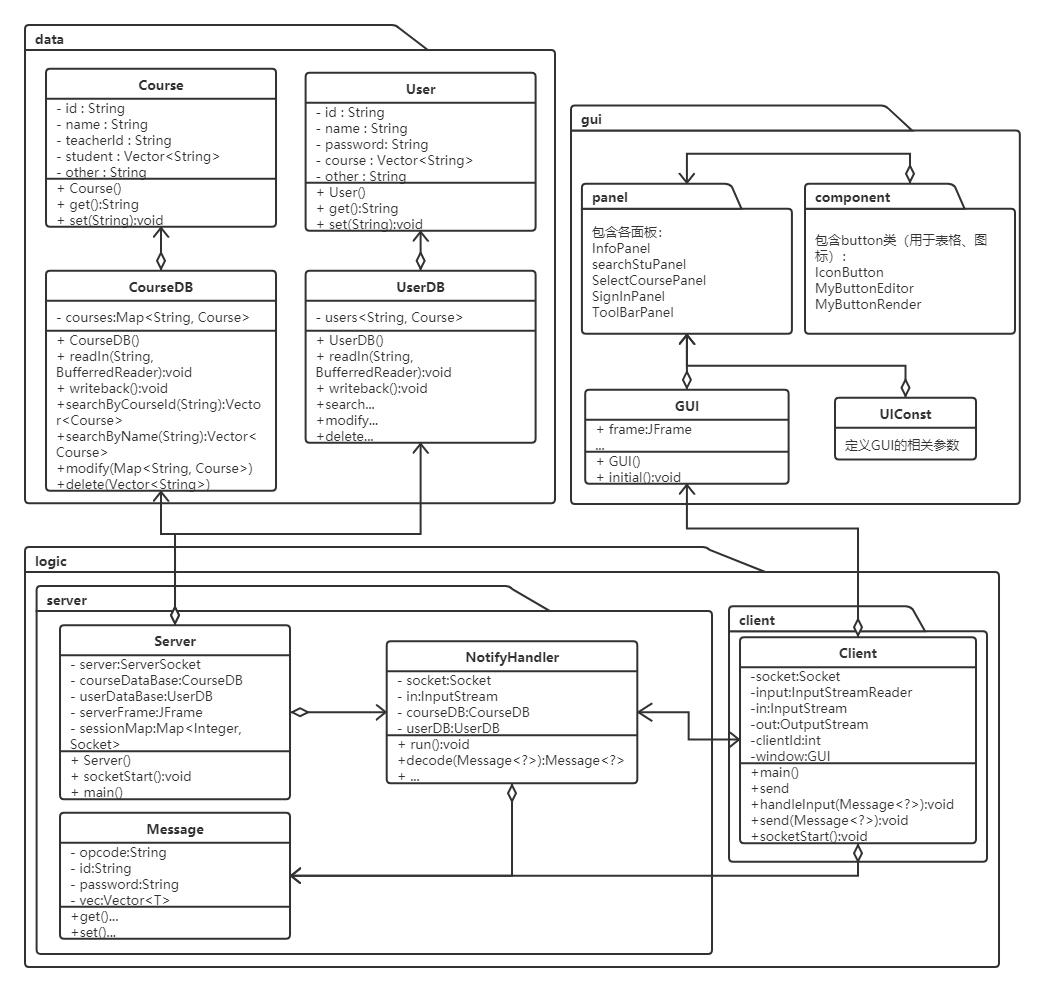 data
Course
- id : String
- name : String
- teacherId : String
- student : Vector<String>
- other : String
+ Course()
+ get():String
+ set(String):void
User
- id : String
- name : String
- password: String
- course : Vector<String>
- other : String
+ User()
+ get():String
+ set(String):void
CourseDB
- courses:Map<String, Course>
+ CourseDB()
+ readIn(String,
BufferredReader):void
+ writeback():void
+searchByCourseId(String):Vecto
r<Course>
+searchByName(String):Vector<
Course>
+modify(Map<String, Course>)
+delete(Vector<String>)
UserDB
- users<String, Course>
+ UserDB()
+ readIn(String,
BufferredReader):void
+ writeback():void
+search...
+modify...
+delete...
gui
panel
包含各面板：
InfoPanel
searchStuPanel
SelectCoursePanel
SignInPanel
ToolBarPanel
component
包含button类（用于表格、图
标）：
IconButton
MyButtonEditor
MyButtonRender
GUI
+ frame:JFrame
...
+ GUI()
+ initial():void
UIConst
定义GUI的相关参数
logic
server
Server
- server:ServerSocket
- courseDataBase:CourseDB
- userDataBase:UserDB
- serverFrame:JFrame
- sessionMap:Map<Integer,
Socket>
+ Server()
+ socketStart():void
+ main()
NotifyHandler
- socket:Socket
- in:InputStream
- courseDB:CourseDB
- userDB:UserDB
+ run():void
+decode(Message<?>):Message<?>
+ ...
Message
- opcode:String
- id:String
- password:String
- vec:Vector<T>
+get()...
+set()...
client
Client
-socket:Socket
-input:InputStreamReader
-in:InputStream
-out:OutputStream
-clientId:int
-window:GUI
+main()
+send
+handleInput(Message<?>):void
+send(Message<?>):void
+socketStart():void